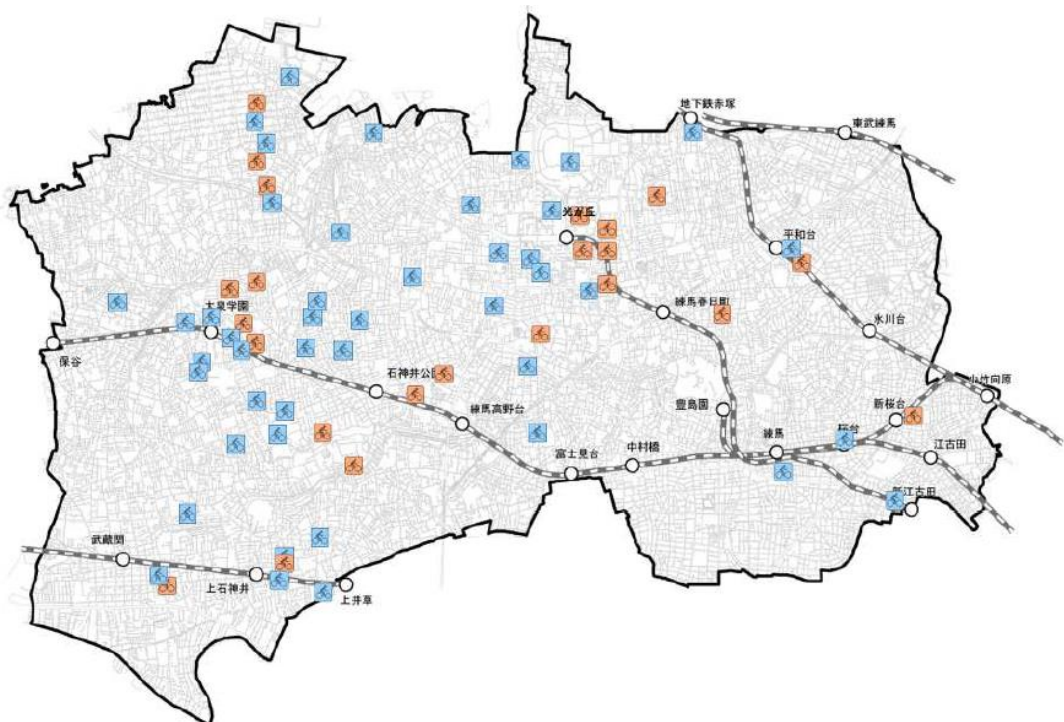 地下鉄赤塚
東武練馬
光が丘
平和台
練馬春日町
氷川台
大泉学園
保谷
石神井公園
小竹向原
豊島園
新桜台
練馬高野台
練馬
桜台
江古田
中村橋
富士見台
新江古田
武蔵関
上石神井
上井草